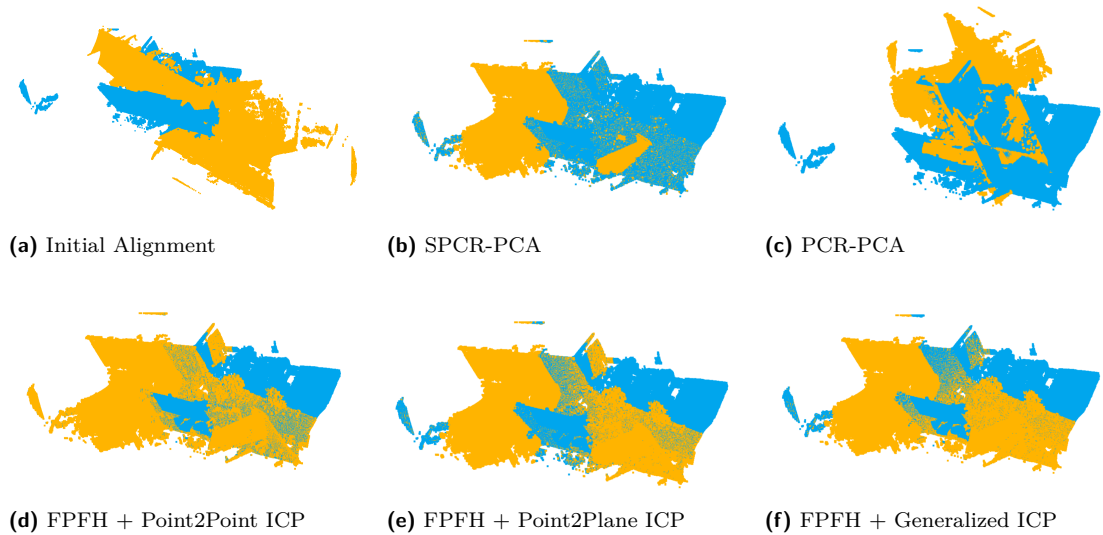 (a) Initial Alignment
(b) SPCR-PCA
(c) PCR-PCA
(d) FPFH + Point2Point ICP
(e) FPFH + Point2Plane ICP
(f) FPFH + Generalized ICP